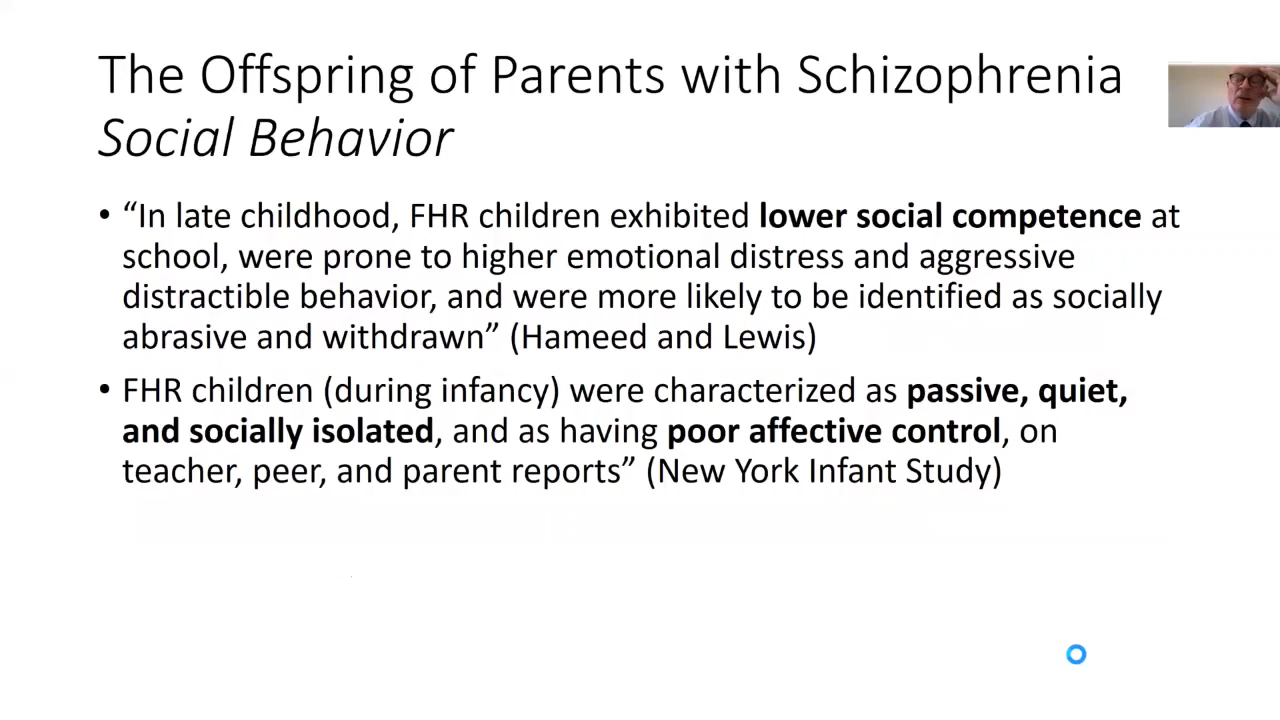 The Offspring of Parents with Schizophrenia
Social Behavior
• “In late childhood, FHR children exhibited lower social competence at
school, were prone to higher emotional distress and aggressive
distractible behavior, and were more likely to be identified as socially
abrasive and withdrawn” (Hameed and Lewis)
• FHR children (during infancy) were characterized as passive, quiet,
and socially isolated, and as having poor affective control, on
teacher, peer, and parent reports” (New York Infant Study)